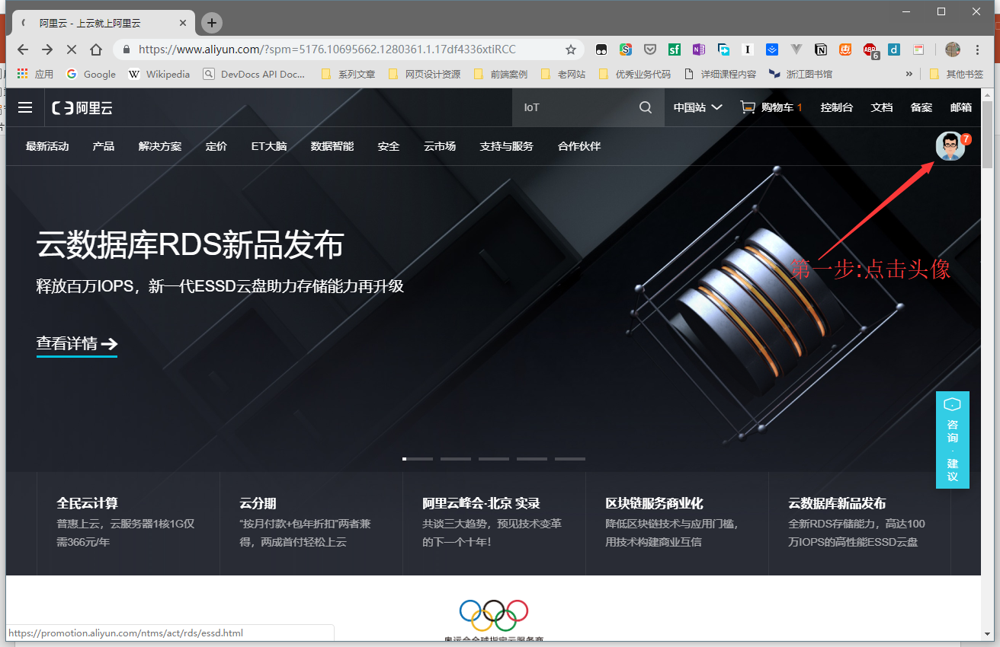 阿里云 - 上云就上阿里云
https://www.aliyun.com/?spm=5176.10695662.1280361.1.17df4336xtiRCC
应用
Google
Wikipedia
DevDocs API Doc...
系列文章
网页设计资源
前端案例
老网站
优秀业务代码
详细课程内容
浙江图书馆
其他书签
阿里云
IoT
中国站
购物车 1
控制台
文档
备案
邮箱
最新活动
产品
解决方案
定价
ET大脑
数据智能
安全
云市场
支持与服务
合作伙伴
7
云数据库RDS新品发布
释放百万IOPS，新一代ESSD云盘助力存储能力再升级
第一步:点击头像
查看详情
咨
询
·
建
议
全民云计算
普惠上云，云服务器1核1G仅
需366元/年
云分期
“按月付款+包年折扣”两者兼
得，两成首付轻松上云
阿里云峰会·北京 实录
共谈三大趋势，预见技术变革
的下一个十年！
区块链服务商业化
降低区块链技术与应用门槛，
用技术构建商业互信
云数据库新品发布
全新RDS存储能力，高达100
万IOPS的高性能ESSD云盘
奥运会全球指定云服务商
https://promotion.aliyun.com/ntms/act/rds/essd.html